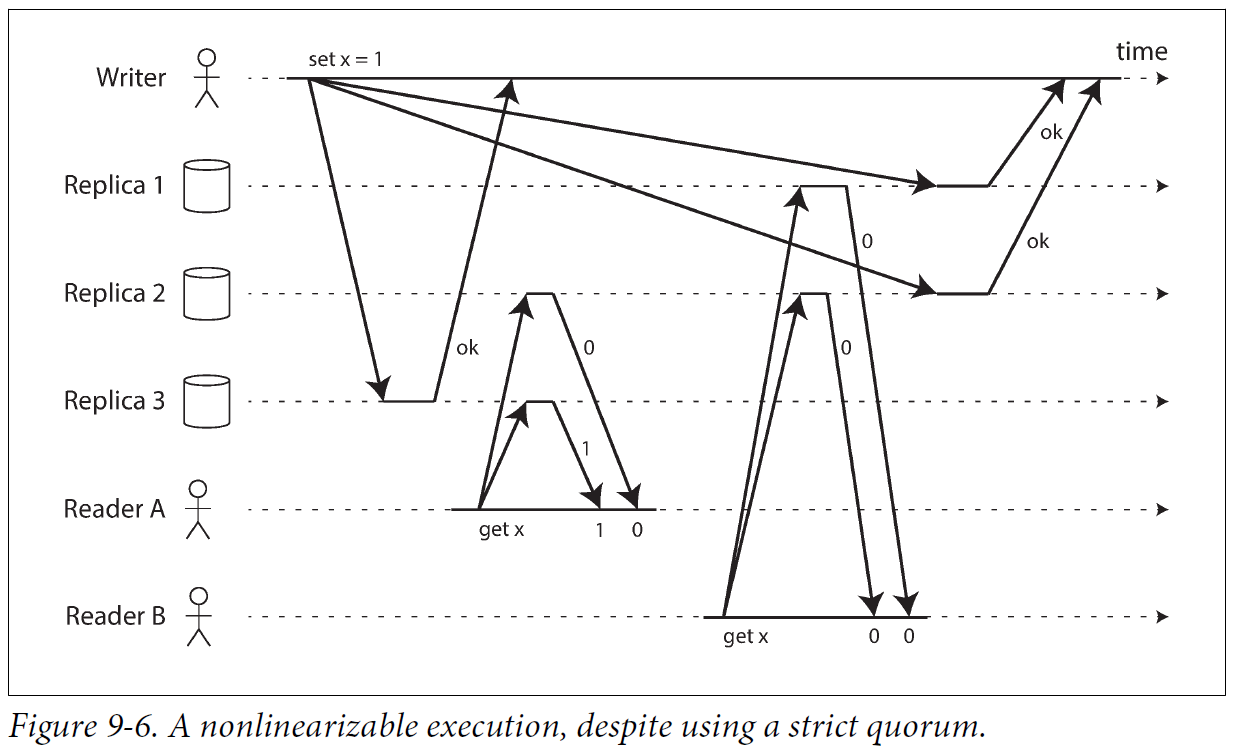 set x = 1
time
Writer
ok
Replica 1
0
ok
Replica 2
ok
0
0
Replica 3
1
Reader A
get x 1 0
Reader B
get x 0 0
Figure 9-6. A nonlinearizable execution, despite using a strict quorum.